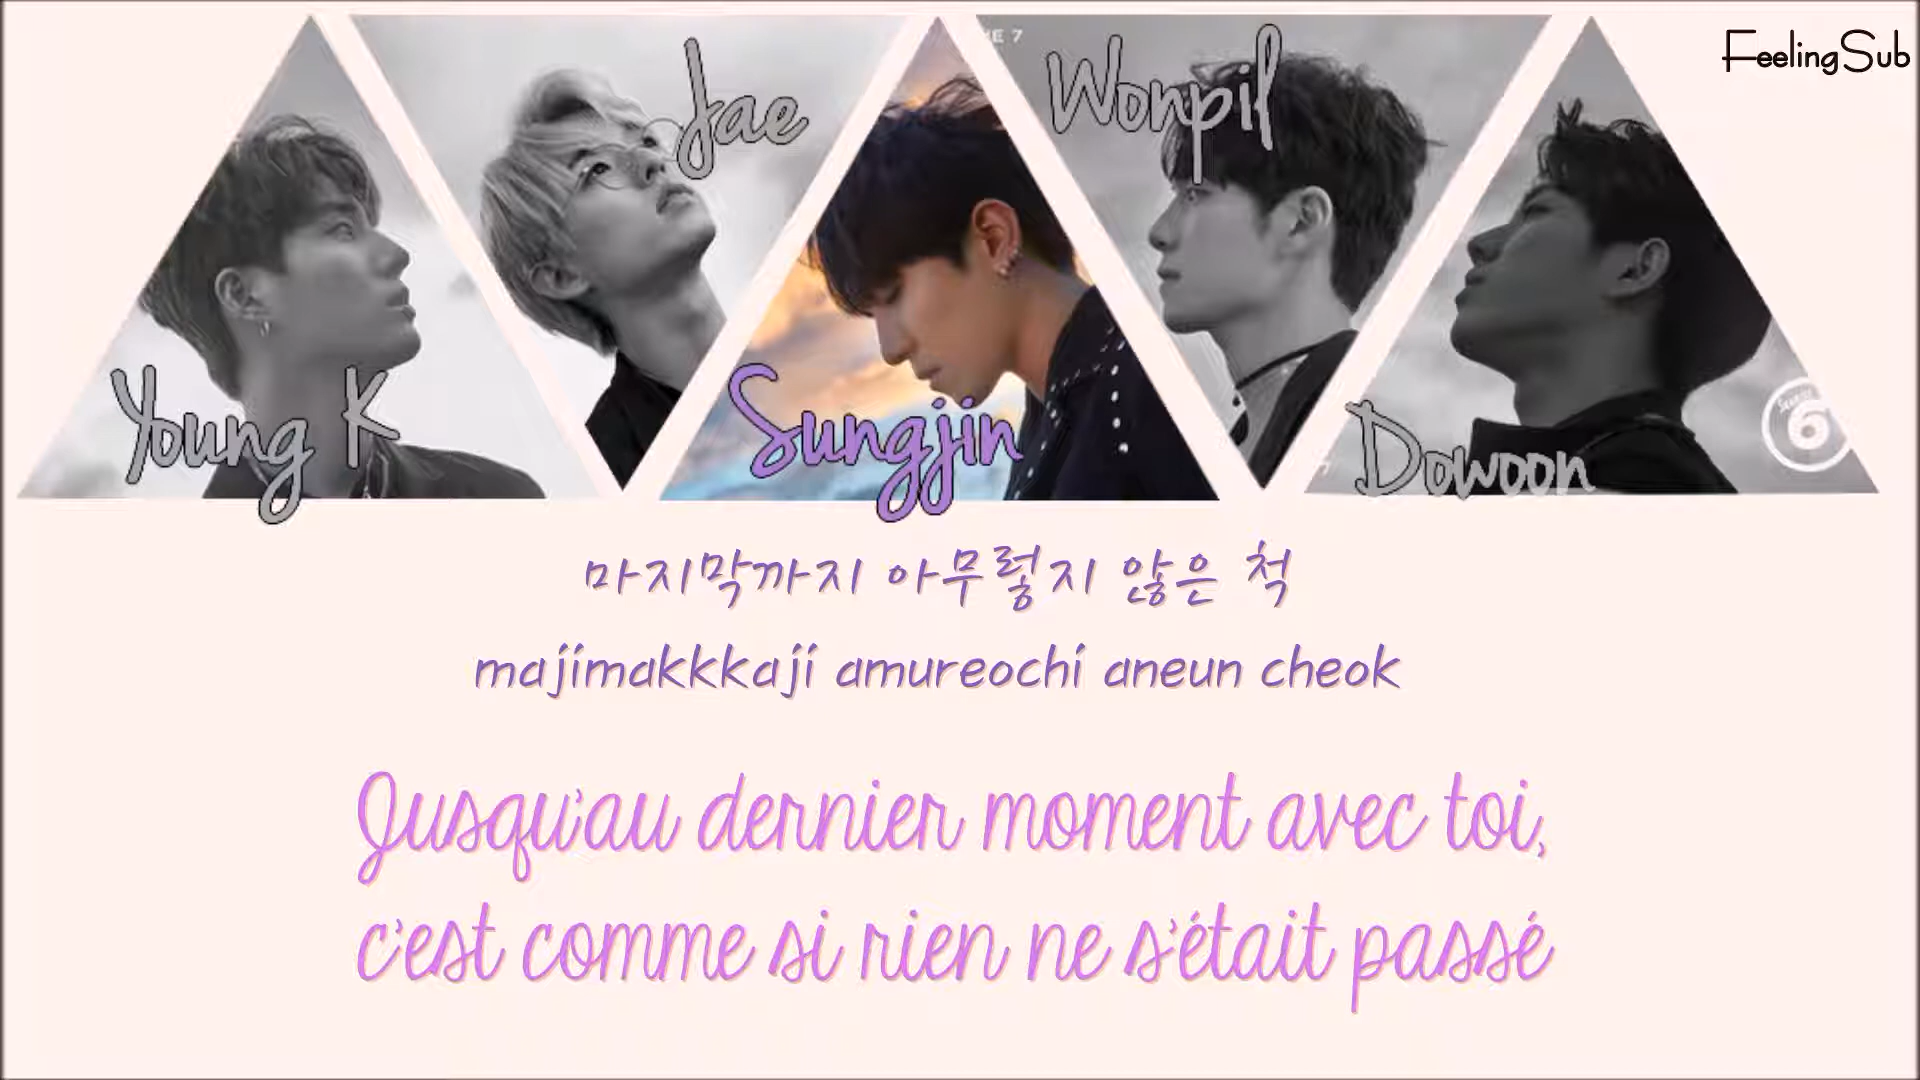 FeelingSub
Jae
Wonpil
Young K
Sungjin
Dowoon
6
마지막까지 아무렇지 않은 척
majimakkkaji amureochi aneun cheok
Jusqu'au dernier moment avec toi,
c'est comme si rien ne s'était passé